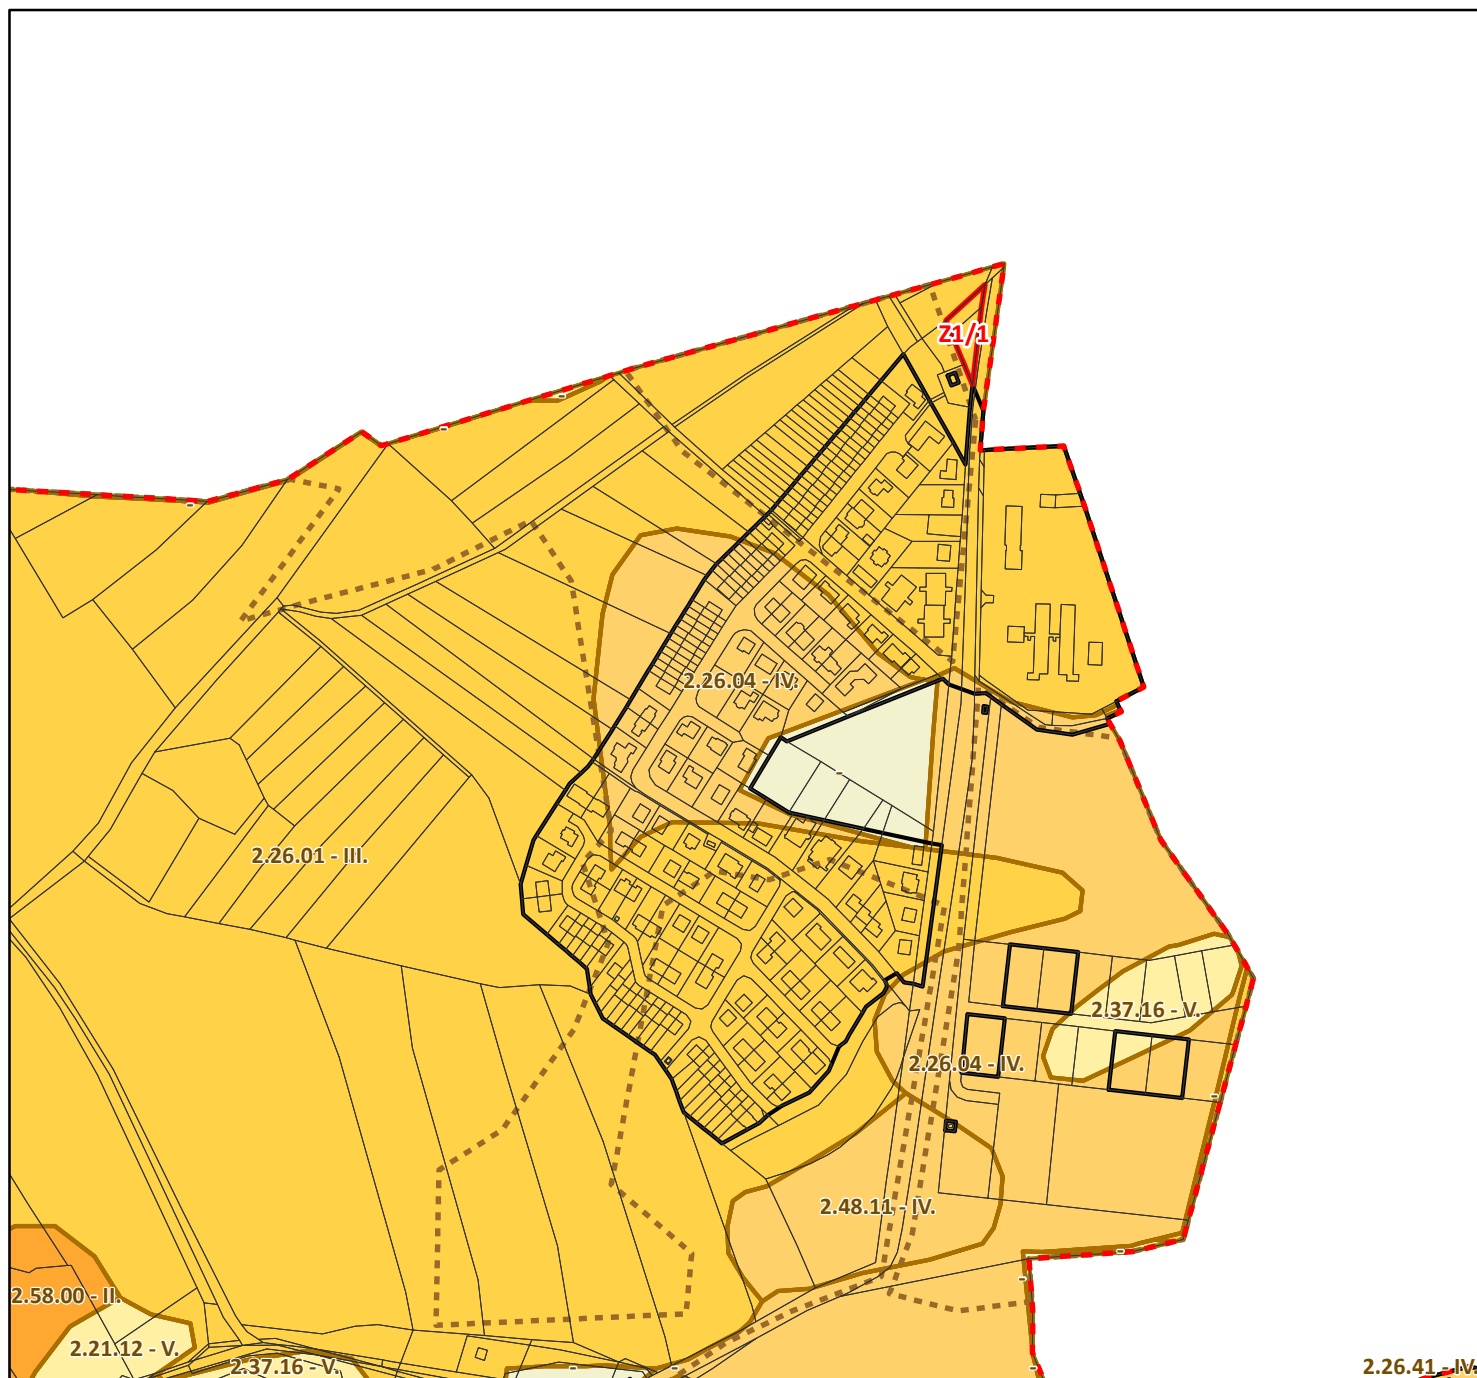 Z1/1
-
-
-
2.26.04 - IV.
-
2.26.01 - III.
2.37.16 - V.
2.26.04 - IV.
-
2.48.11 - IV.
-
-
2.58.00 - II.
2.21.12 - V.
2.37.16 - V.
-
-
-
2.26.41 - IV.